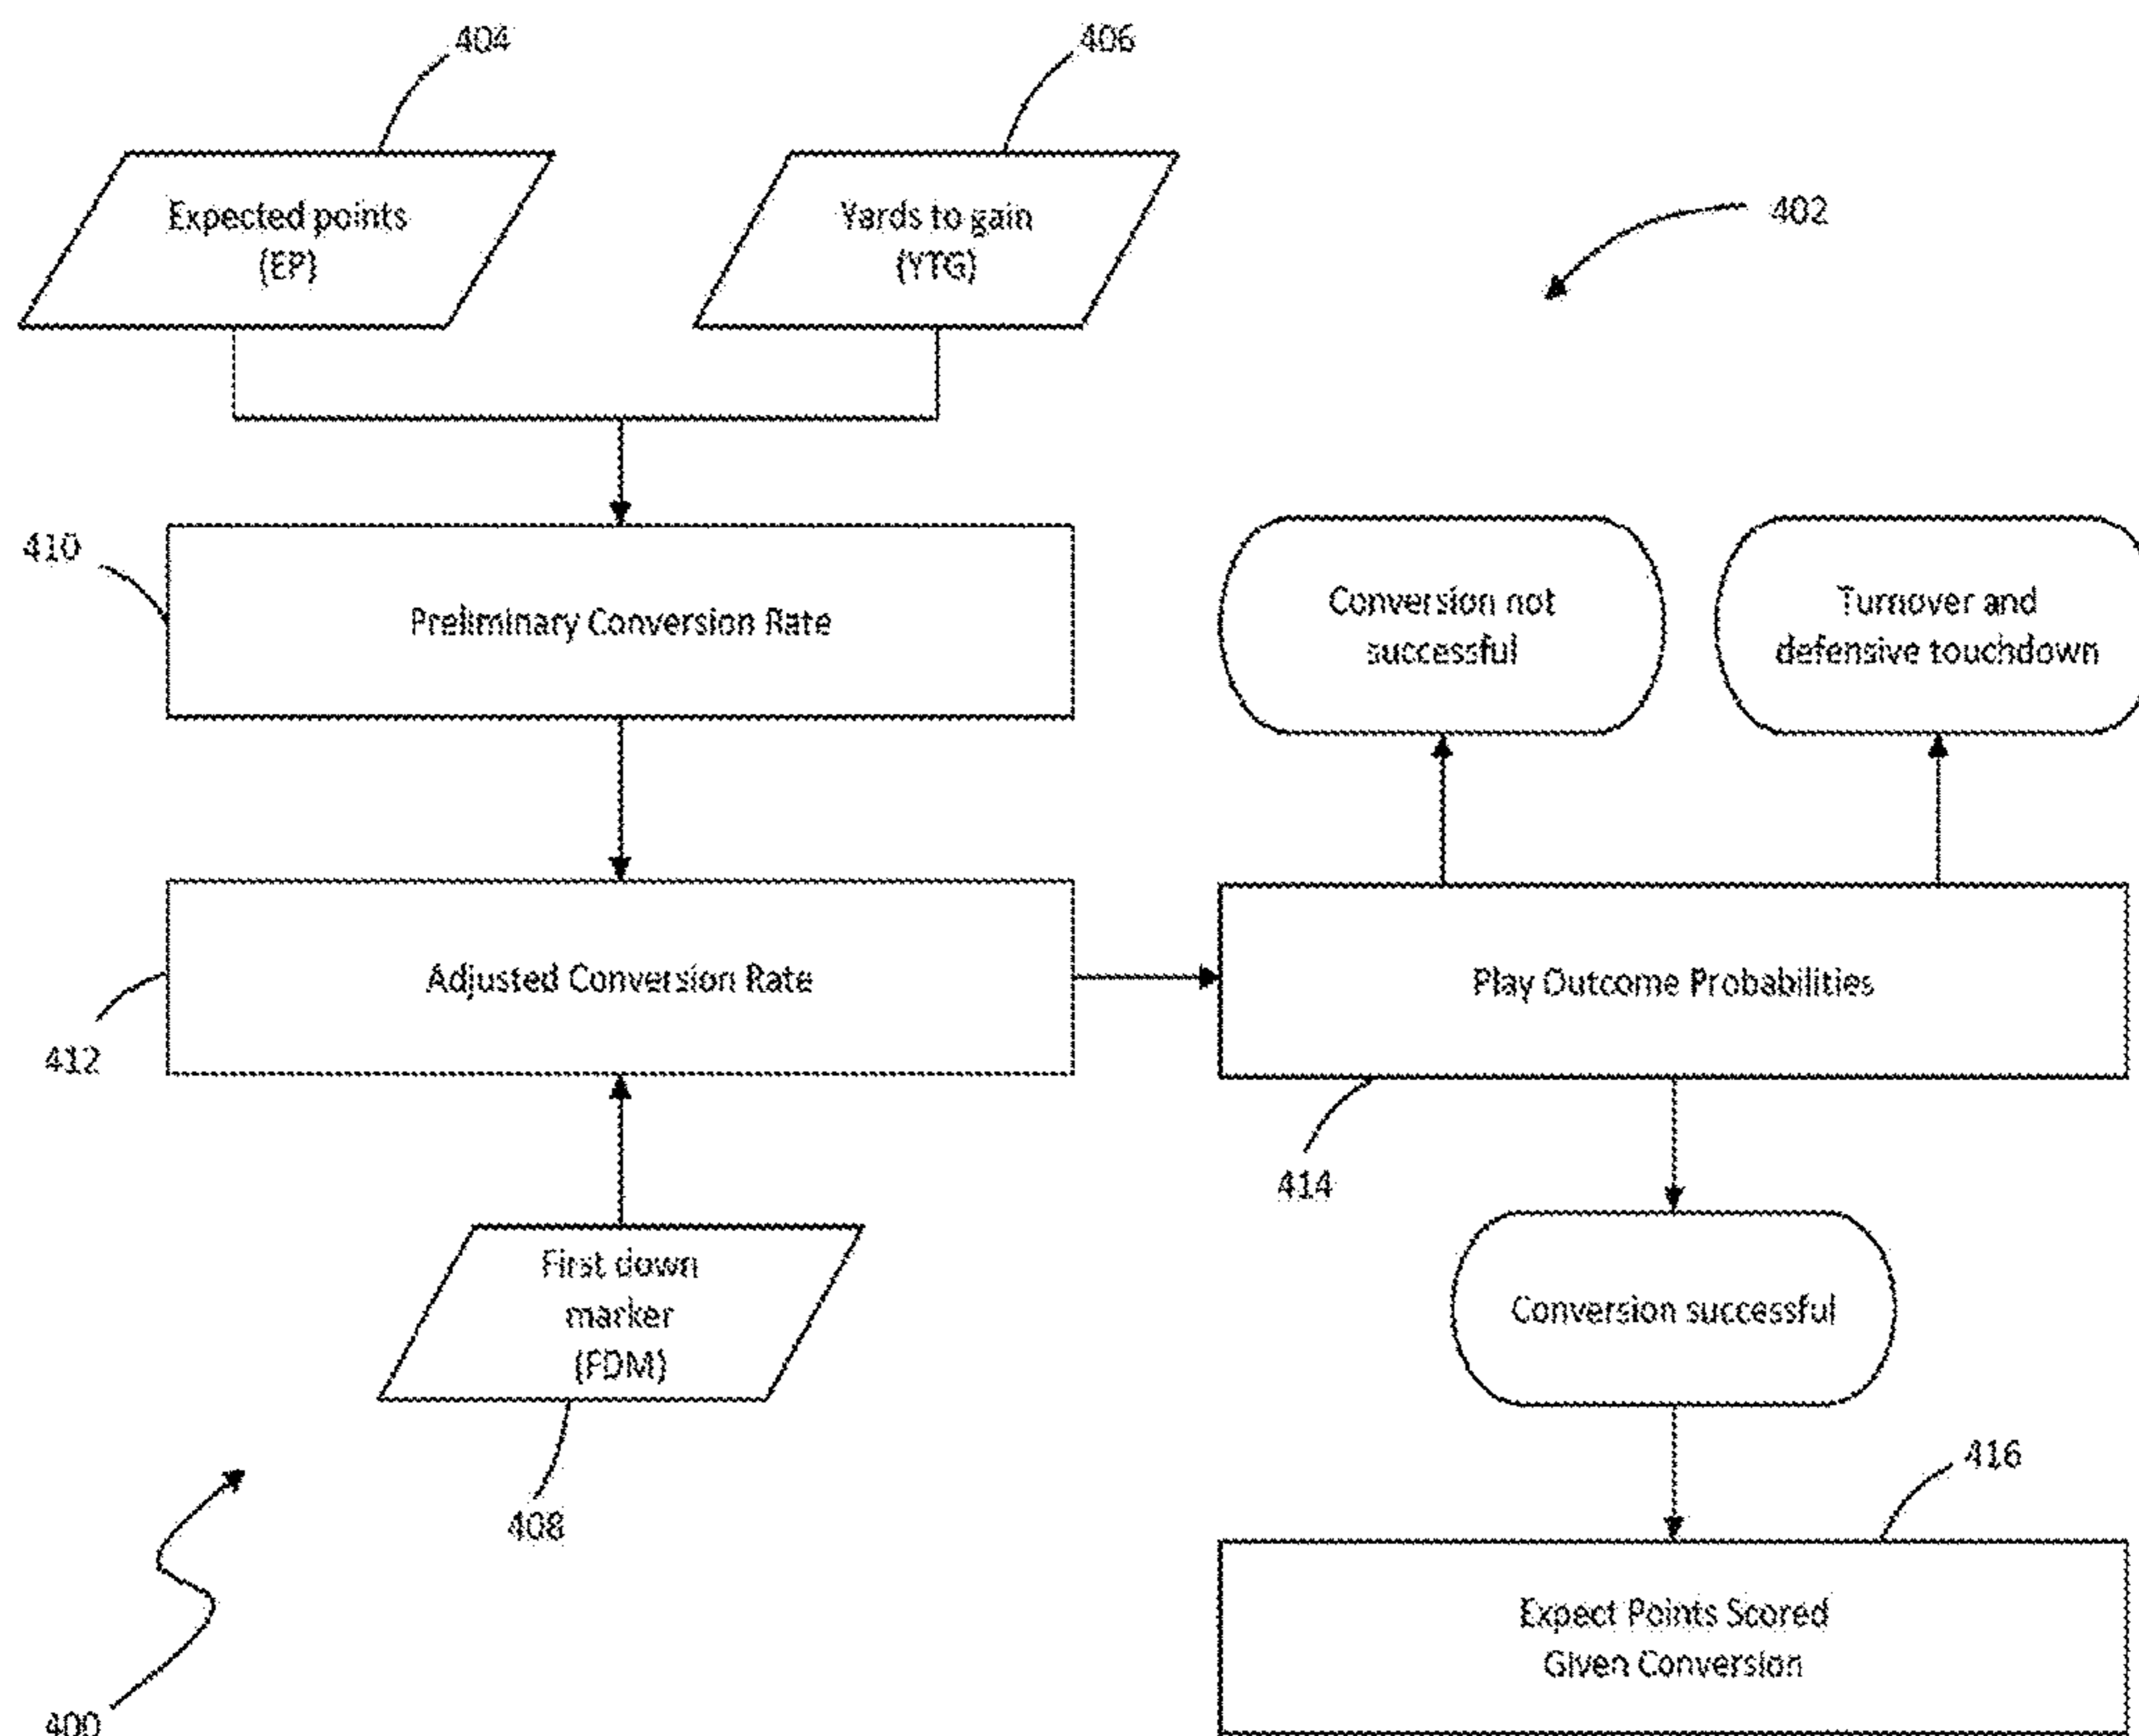 404
406
Expected points
(EP)
Yards to gain
(YTG)
402
410
Preliminary Conversion Rate
Conversion not
successful
Turnover and
defensive touchdown
Adjusted Conversion Rate
Play Outcome Probabilities
412
414
First down
marker
(FDM)
Conversion successful
408
416
Expect Points Scored
Given Conversion
400